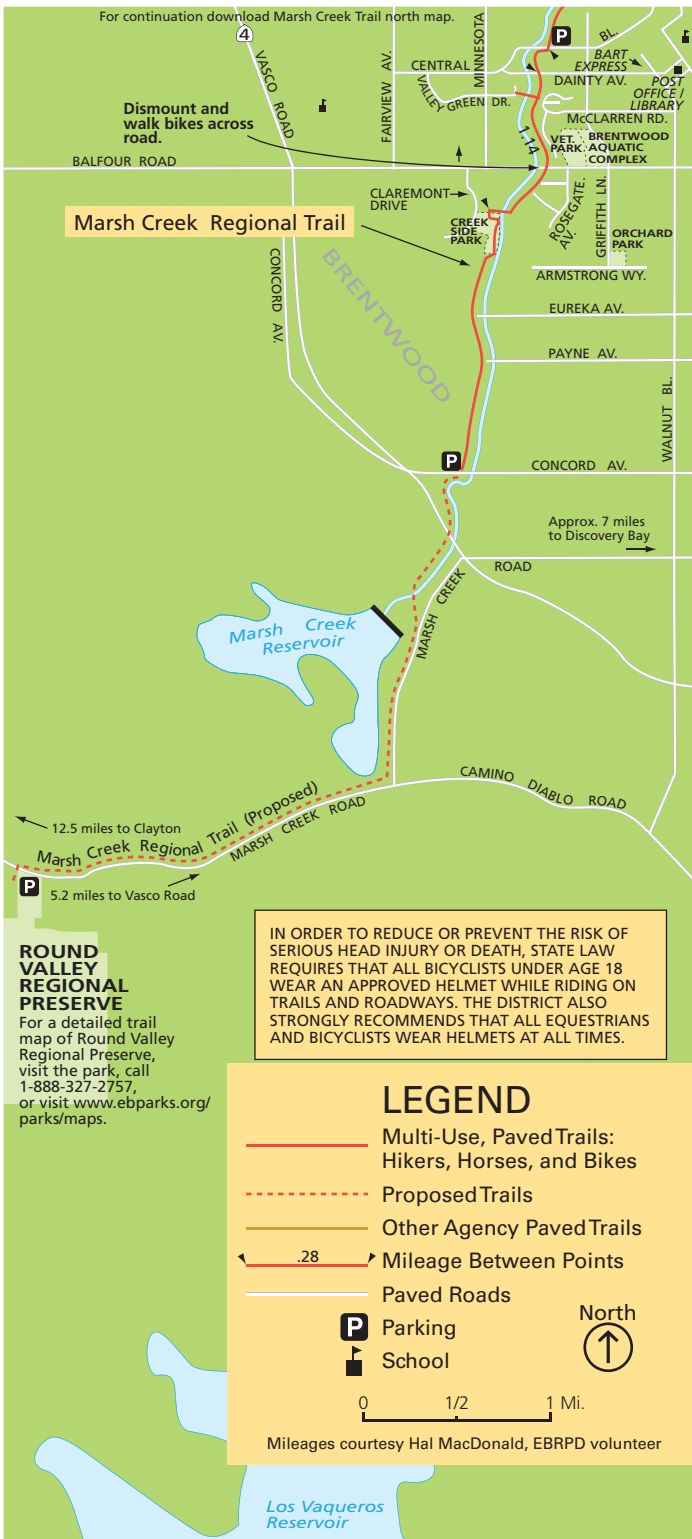 For continuation download Marsh Creek Trail north map.
4
VASCO ROAD
FAIRVIEW AV.
MINNESOTA
CENTRAL
BL.
P
BART
EXPRESS
DAINTY AV.
POST
OFFICE /
LIBRARY
VALLEY GREEN DR.
McCLARREN RD.
Dismount and
walk bikes across
road.
1.14
VET.
PARK
BRENTWOOD
AQUATIC
COMPLEX
BALFOUR ROAD
CLAREMONT
DRIVE
ROSEGATE.
AV.
GRIFFITH LN.
Marsh Creek Regional Trail
CREEK
SIDE
PARK
ORCHARD
PARK
CONCORD AV.
BRENTWOOD
ARMSTRONG WY.
EUREKA AV.
PAYNE AV.
WALNUT BL.
P
CONCORD AV.
Approx. 7 miles
to Discovery Bay
MARSH CREEK ROAD
Marsh Creek
Reservoir
CAMINO DIABLO ROAD
12.5 miles to Clayton
Marsh Creek Regional Trail (Proposed)
MARSH CREEK ROAD
P
5.2 miles to Vasco Road
ROUND
VALLEY
REGIONAL
PRESERVE
For a detailed trail
map of Round Valley
Regional Preserve,
visit the park, call
1-888-327-2757,
or visit www.ebparks.org/
parks/maps.
IN ORDER TO REDUCE OR PREVENT THE RISK OF
SERIOUS HEAD INJURY OR DEATH, STATE LAW
REQUIRES THAT ALL BICYCLISTS UNDER AGE 18
WEAR AN APPROVED HELMET WHILE RIDING ON
TRAILS AND ROADWAYS. THE DISTRICT ALSO
STRONGLY RECOMMENDS THAT ALL EQUESTRIANS
AND BICYCLISTS WEAR HELMETS AT ALL TIMES.
LEGEND
Multi-Use, Paved Trails:
Hikers, Horses, and Bikes
Proposed Trails
Other Agency Paved Trails
.28 Mileage Between Points
Paved Roads
P Parking
School
North
0 1/2 1 Mi.
Mileages courtesy Hal MacDonald, EBRPD volunteer
Los Vaqueros
Reservoir